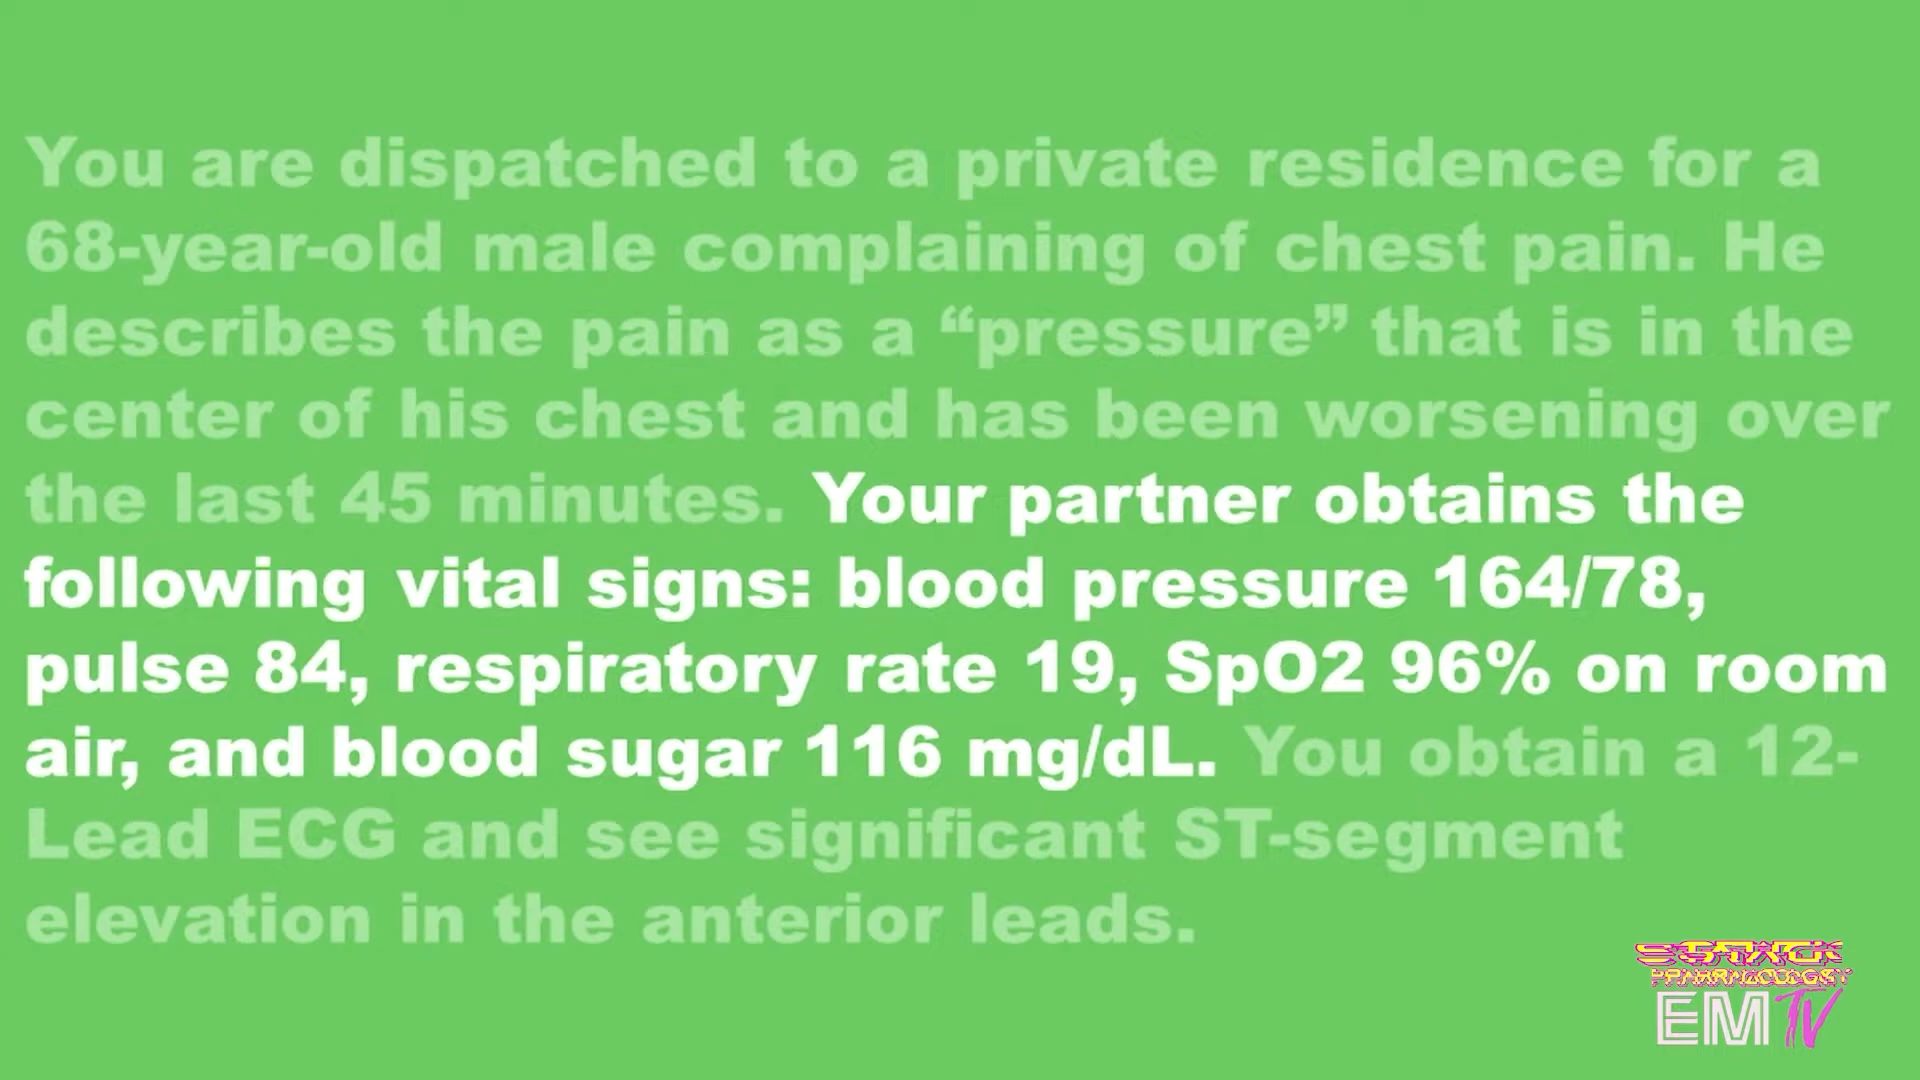 You are dispatched to a private residence for a
68-year-old male complaining of chest pain. He
describes the pain as a “pressure” that is in the
center of his chest and has been worsening over
the last 45 minutes. Your partner obtains the
following vital signs: blood pressure 164/78,
pulse 84, respiratory rate 19, SpO2 96% on room
air, and blood sugar 116 mg/dL. You obtain a 12-
Lead ECG and see significant ST-segment
elevation in the anterior leads.
EMTV